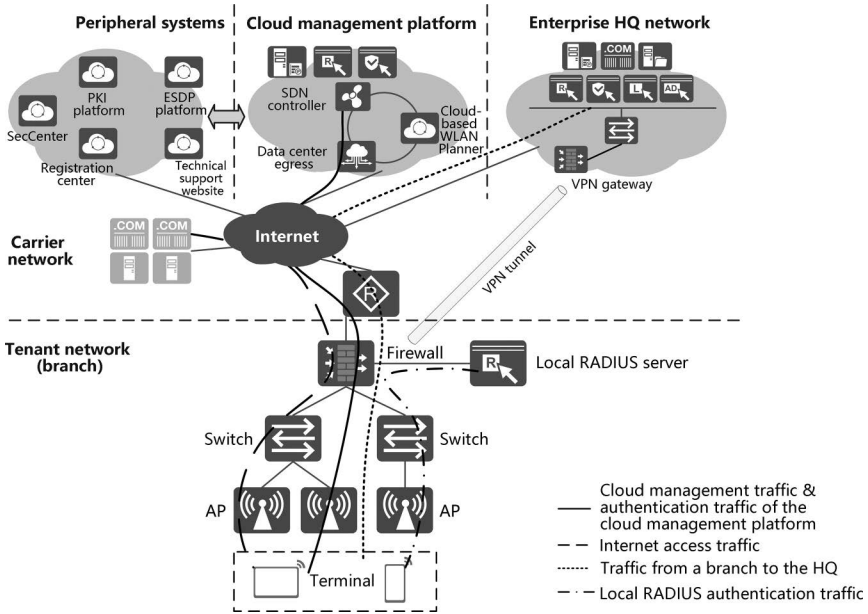 Peripheral systems
Cloud management platform
Enterprise HQ network
PKI
platform
ESDP
platform
SecCenter
Registration
center
Technical
support
website
SDN
controller
Cloud-
based
WLAN
Planner
Data center
egress
.COM
R
L
AD
VPN gateway
.COM
.COM
Internet
Carrier
network
R
VPN tunnel
Tenant network
(branch)
Firewall
R
Local RADIUS server
Switch
Switch
AP
AP
Terminal
Cloud management traffic &
authentication traffic of the
cloud management platform
Internet access traffic
Traffic from a branch to the HQ
Local RADIUS authentication traffic